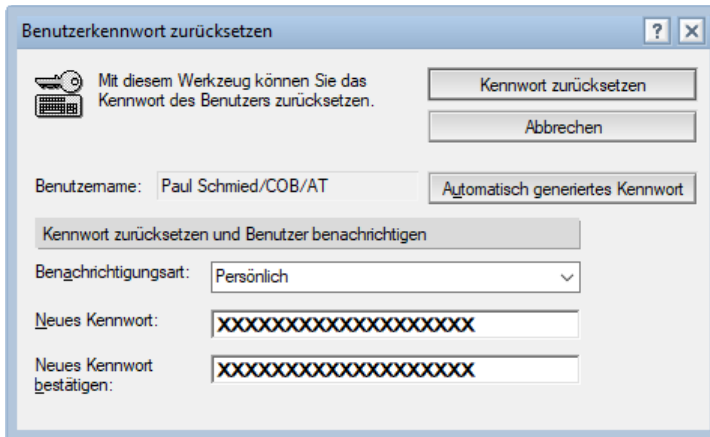 Benutzerkennwort zurücksetzen
?
Mit diesem Werkzeug können Sie das
Kennwort des Benutzers zurücksetzen.
Kennwort zurücksetzen
Abbrechen
Benutzername: Paul Schmied/COB/AT
Automatisch generiertes Kennwort
Kennwort zurücksetzen und Benutzer benachrichtigen
Benachrichtigungsart: Persönlich
Neues Kennwort: XXXXXXXXXXXXXXXXXXX
Neues Kennwort
bestätigen: XXXXXXXXXXXXXXXXXXX